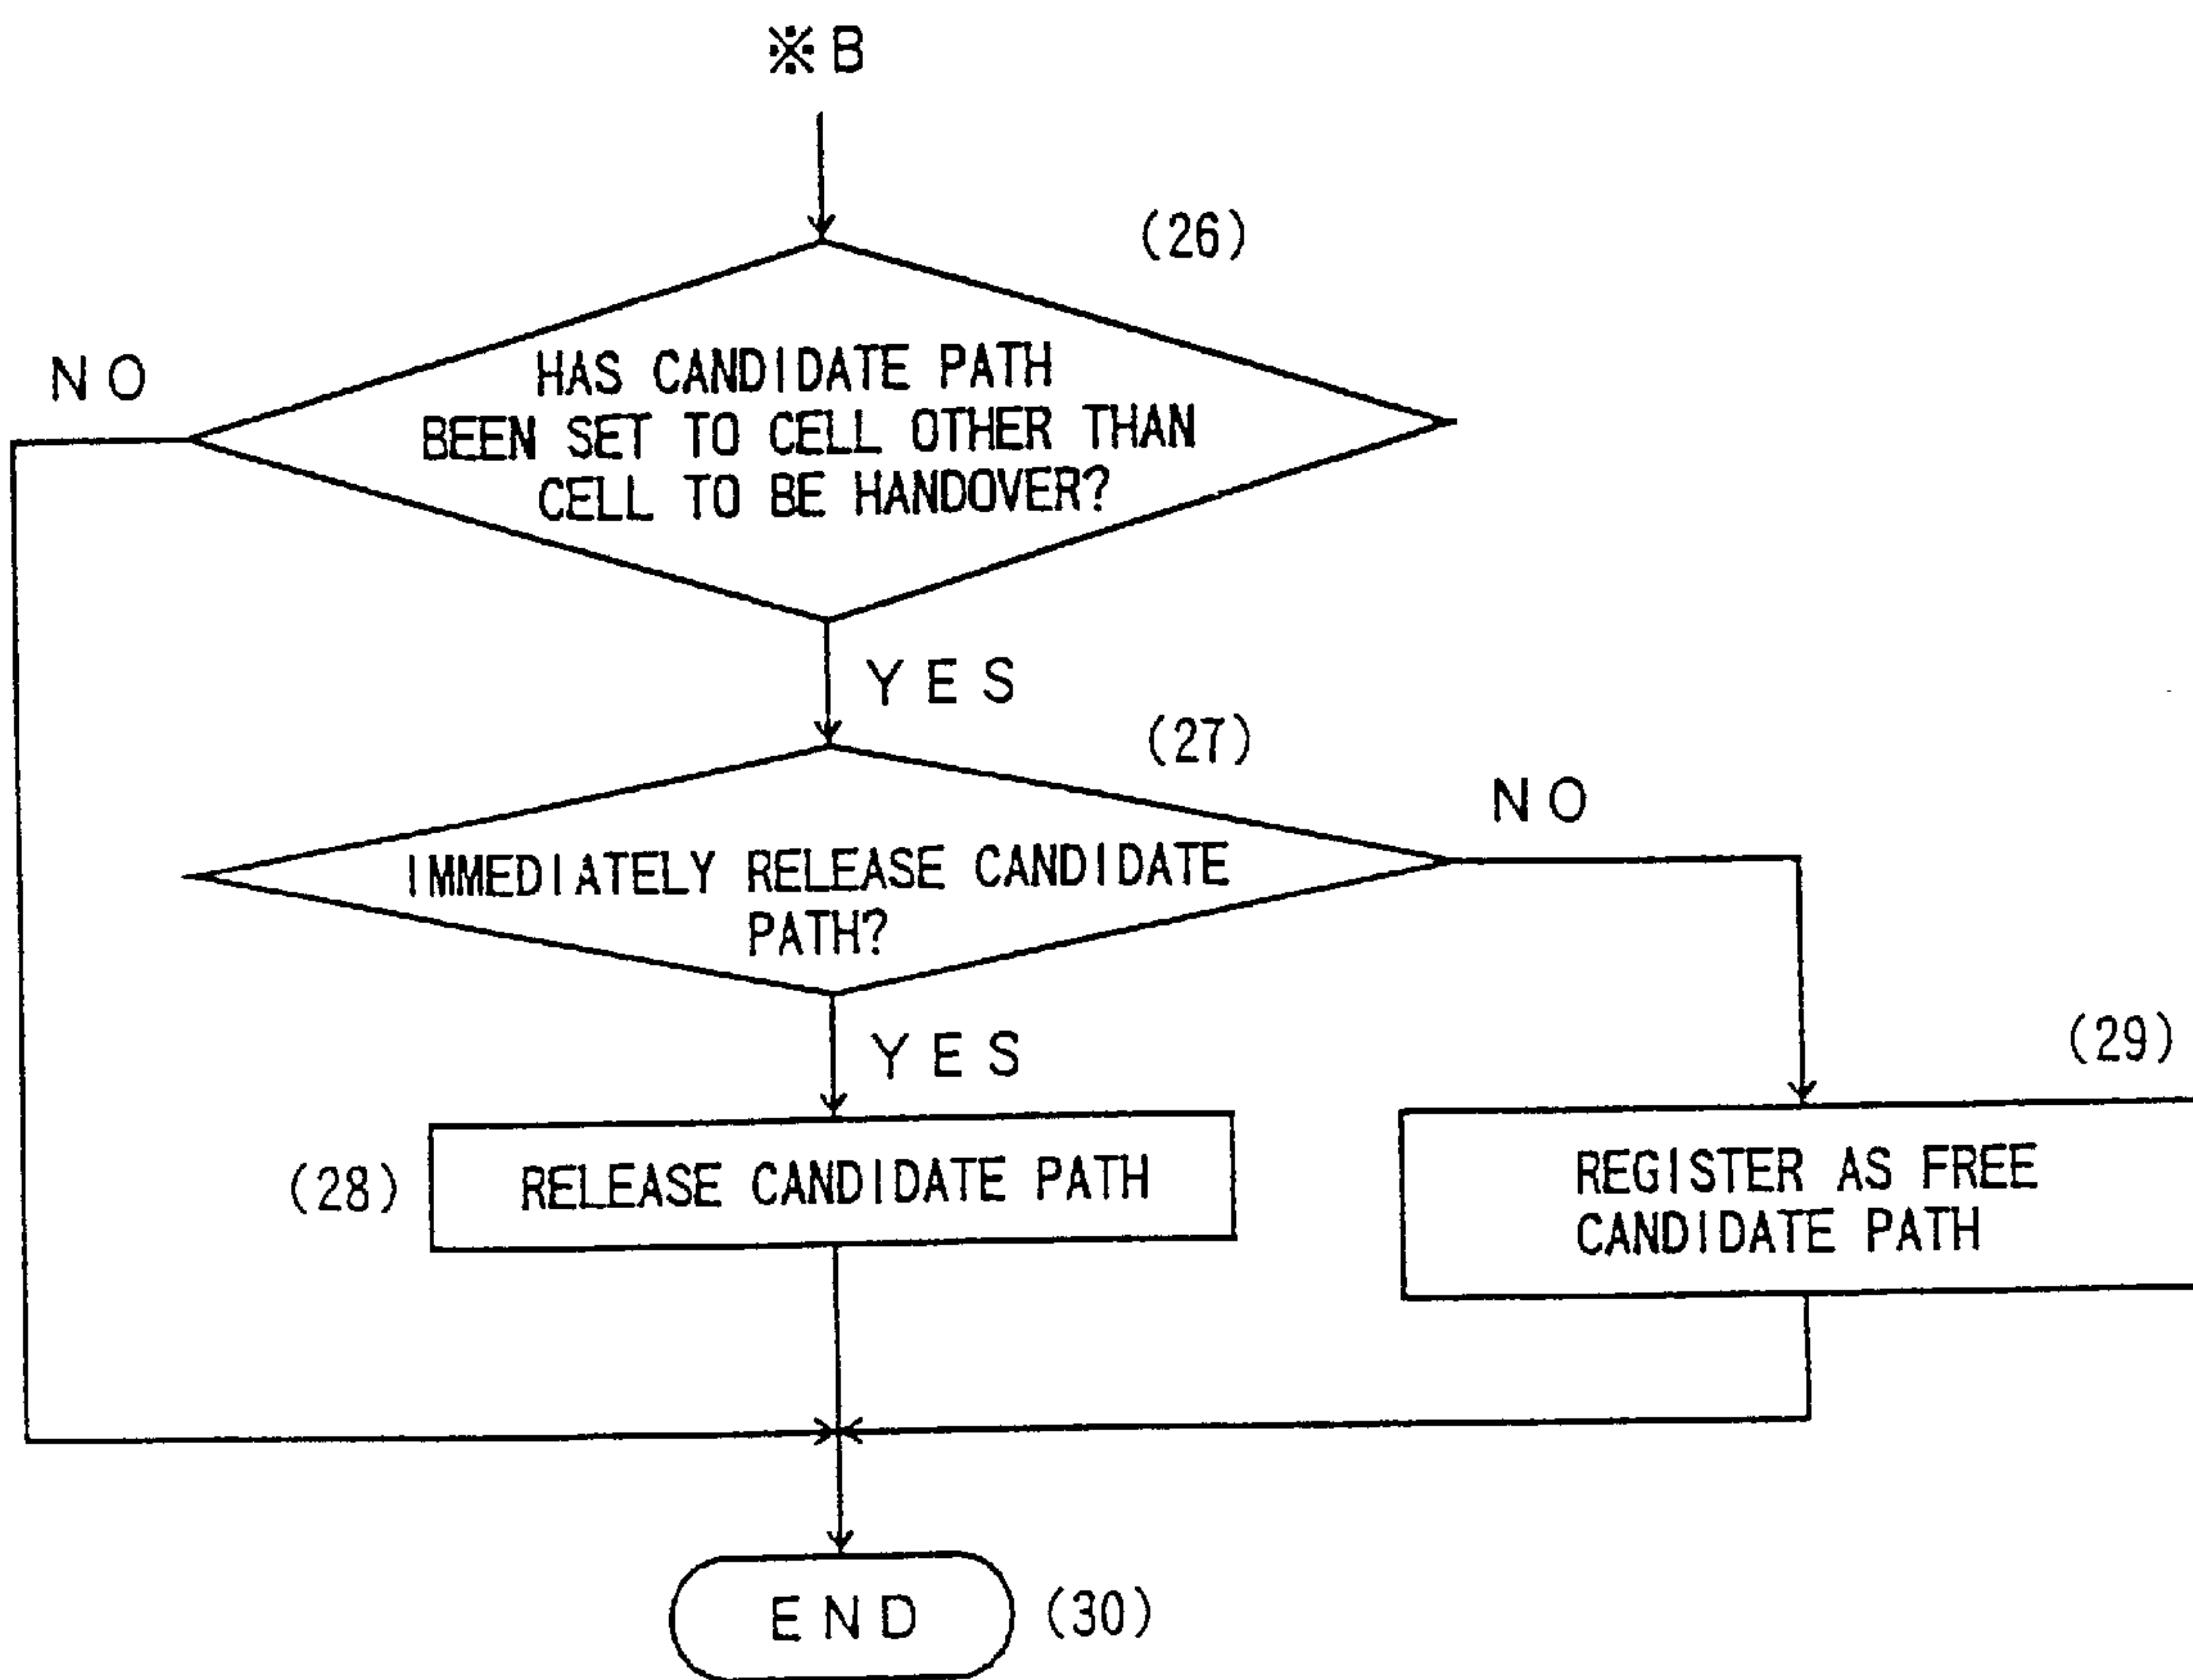 ※B
(26)
HAS CANDIDATE PATH
BEEN SET TO CELL OTHER THAN
CELL TO BE HANDOVER?
NO
YES
(27)
IMMEDIATELY RELEASE CANDIDATE
PATH?
NO
YES
(28)
RELEASE CANDIDATE PATH
(29)
REGISTER AS FREE
CANDIDATE PATH
END
(30)